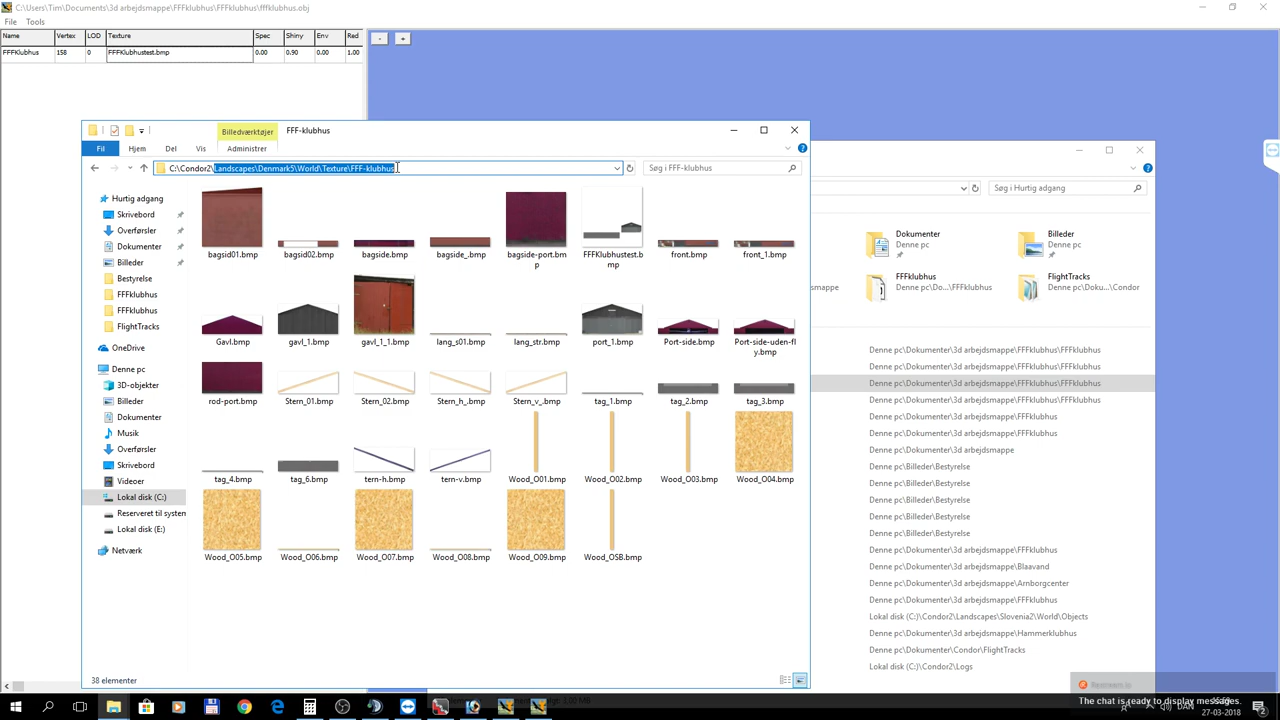 C:\Users\Tim\Documents\3d arbejdsmappe\FFFklubhus\FFFklubhus\fffklubhus.obj
File Tools
Name Vertex LOD Texture Spec Shiny Env Red
FFFKlubhus 158 0 FFFKlubhustest.bmp 0.00 0.90 0.00 1.00
- +
Billedværktøjer FFF-klubhus
Fil Hjem Del Vis Administrer
C:\Condor2\Landscapes\Denmark5\World\Texture\FFF-klubhus
Søg i FFF-klubhus
Hurtig adgang
Skrivebord
Overførsler
Dokumenter
Billeder
Bestyrelse
FFFklubhus
FFFklubhus
FlightTracks
OneDrive
Denne pc
3D-objekter
Billeder
Dokumenter
Musik
Overførsler
Skrivebord
Videoer
Lokal disk (C:)
Reserveret til system
Lokal disk (E:)
Netværk
bagsid01.bmp bagsid02.bmp bagside.bmp bagside_.bmp bagside-port.bmp FFFKlubhustest.bmp front.bmp front_1.bmp
Gavl.bmp gavl_1.bmp gavl_1_1.bmp lang_s01.bmp lang_str.bmp port_1.bmp Port-side.bmp Port-side-uden-fly.bmp
rod-port.bmp Stern_01.bmp Stern_02.bmp Stern_h_.bmp Stern_v_.bmp tag_1.bmp tag_2.bmp tag_3.bmp
tag_4.bmp tag_6.bmp tern-h.bmp tern-v.bmp Wood_O01.bmp Wood_O02.bmp Wood_O03.bmp Wood_O04.bmp
Wood_O05.bmp Wood_O06.bmp Wood_O07.bmp Wood_O08.bmp Wood_O09.bmp Wood_OSB.bmp
38 elementer
Søg i Hurtig adgang
Dokumenter
Denne pc
Billeder
Denne pc
smappe
FFFklubhus
Denne pc\Do...\FFFklubhus
FlightTracks
Denne pc\Doku...\Condor
Denne pc\Dokumenter\3d arbejdsmappe\FFFklubhus\FFFklubhus
Denne pc\Dokumenter\3d arbejdsmappe\FFFklubhus\FFFklubhus
Denne pc\Dokumenter\3d arbejdsmappe\FFFklubhus\FFFklubhus
Denne pc\Dokumenter\3d arbejdsmappe\FFFklubhus\FFFklubhus
Denne pc\Dokumenter\3d arbejdsmappe\FFFklubhus
Denne pc\Dokumenter\3d arbejdsmappe\FFFklubhus
Denne pc\Dokumenter\3d arbejdsmappe
Denne pc\Billeder\Bestyrelse
Denne pc\Billeder\Bestyrelse
Denne pc\Billeder\Bestyrelse
Denne pc\Billeder\Bestyrelse
Denne pc\Billeder\Bestyrelse
Denne pc\Dokumenter\3d arbejdsmappe\FFFklubhus
Denne pc\Dokumenter\3d arbejdsmappe\Blaavand
Denne pc\Dokumenter\3d arbejdsmappe\Arnborgcenter
Denne pc\Dokumenter\3d arbejdsmappe\FFFklubhus
Lokal disk (C:)\Condor2\Landscapes\Slovenia2\World\Objects
Denne pc\Dokumenter\3d arbejdsmappe\Hammerklubhus
Denne pc\Dokumenter\Condor\FlightTracks
Lokal disk (C:)\Condor2\Logs
The chat is ready to display messages.
27-03-2018